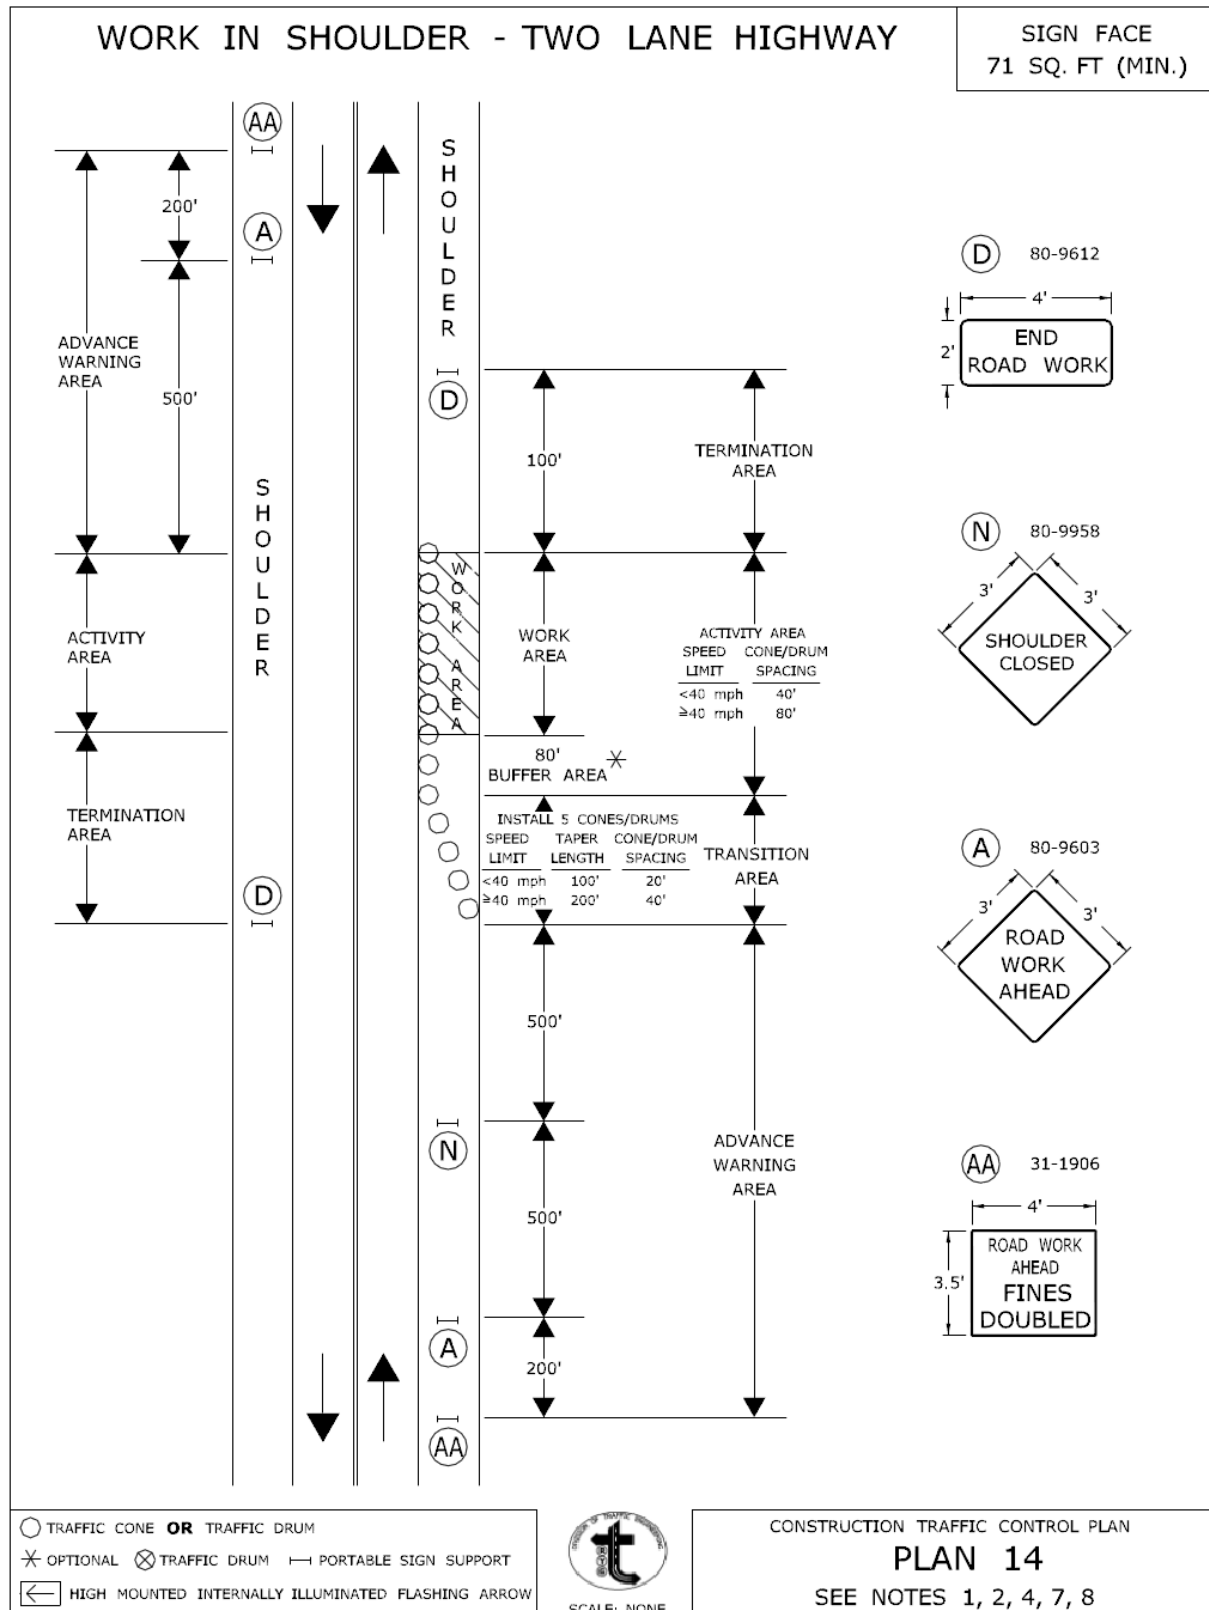 WORK IN SHOULDER - TWO LANE HIGHWAY
SIGN FACE
71 SQ. FT (MIN.)
AA
200'
A
ADVANCE
WARNING
AREA
500'
SHOULDER
ACTIVITY
AREA
TERMINATION
AREA
D
SHOULDER
D
100'
TERMINATION
AREA
WORK AREA
WORK
AREA
ACTIVITY AREA
SPEED CONE/DRUM
LIMIT SPACING
<40 mph 40'
≥40 mph 80'
80'
BUFFER AREA *
INSTALL 5 CONES/DRUMS
SPEED TAPER CONE/DRUM
LIMIT LENGTH SPACING
<40 mph 100' 20'
≥40 mph 200' 40'
TRANSITION
AREA
500'
N
500'
ADVANCE
WARNING
AREA
A
200'
AA
D 80-9612
4'
2'
END
ROAD WORK
N 80-9958
3' 3'
SHOULDER
CLOSED
A 80-9603
3' 3'
ROAD
WORK
AHEAD
AA 31-1906
4'
3.5'
ROAD WORK
AHEAD
FINES
DOUBLED
TRAFFIC CONE OR TRAFFIC DRUM
* OPTIONAL TRAFFIC DRUM PORTABLE SIGN SUPPORT
HIGH MOUNTED INTERNALLY ILLUMINATED FLASHING ARROW
DIVISION OF TRAFFIC ENGINEERING
t
SCALE: NONE
CONSTRUCTION TRAFFIC CONTROL PLAN
PLAN 14
SEE NOTES 1, 2, 4, 7, 8